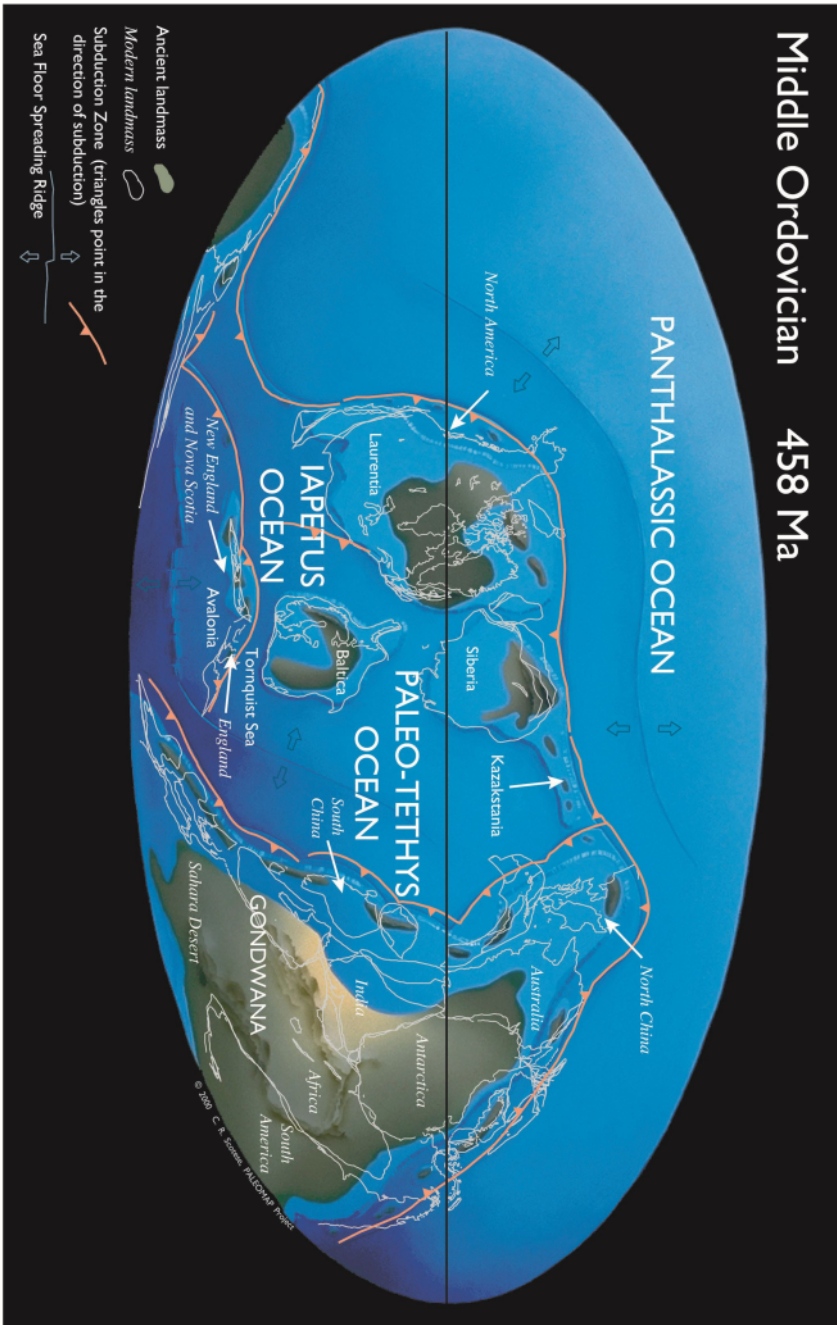 Middle Ordovician 458 Ma
PANTHALASSIC OCEAN
North America
Laurentia
Siberia
Kazakstania
North China
Australia
Antarctica
IAPETUS
OCEAN
Baltica
PALEO-TETHYS
OCEAN
South
China
India
GONDWANA
Africa
South
America
Sahara Desert
New England
and Nova Scotia
Avalonia
Tornquist Sea
England
Ancient landmass
Modern landmass
Subduction Zone (triangles point in the
direction of subduction)
Sea Floor Spreading Ridge
© 2000 C. R. Scotese, PALEOMAP Project